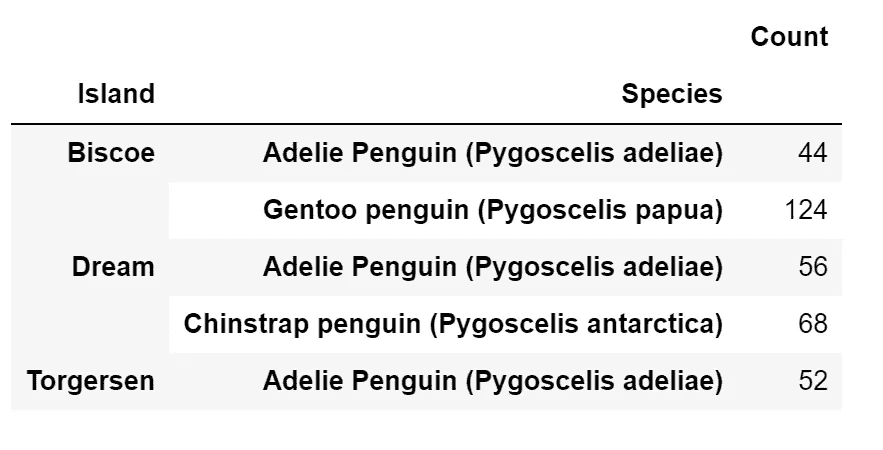 Count
Island Species
Biscoe Adelie Penguin (Pygoscelis adeliae) 44
Gentoo penguin (Pygoscelis papua) 124
Dream Adelie Penguin (Pygoscelis adeliae) 56
Chinstrap penguin (Pygoscelis antarctica) 68
Torgersen Adelie Penguin (Pygoscelis adeliae) 52